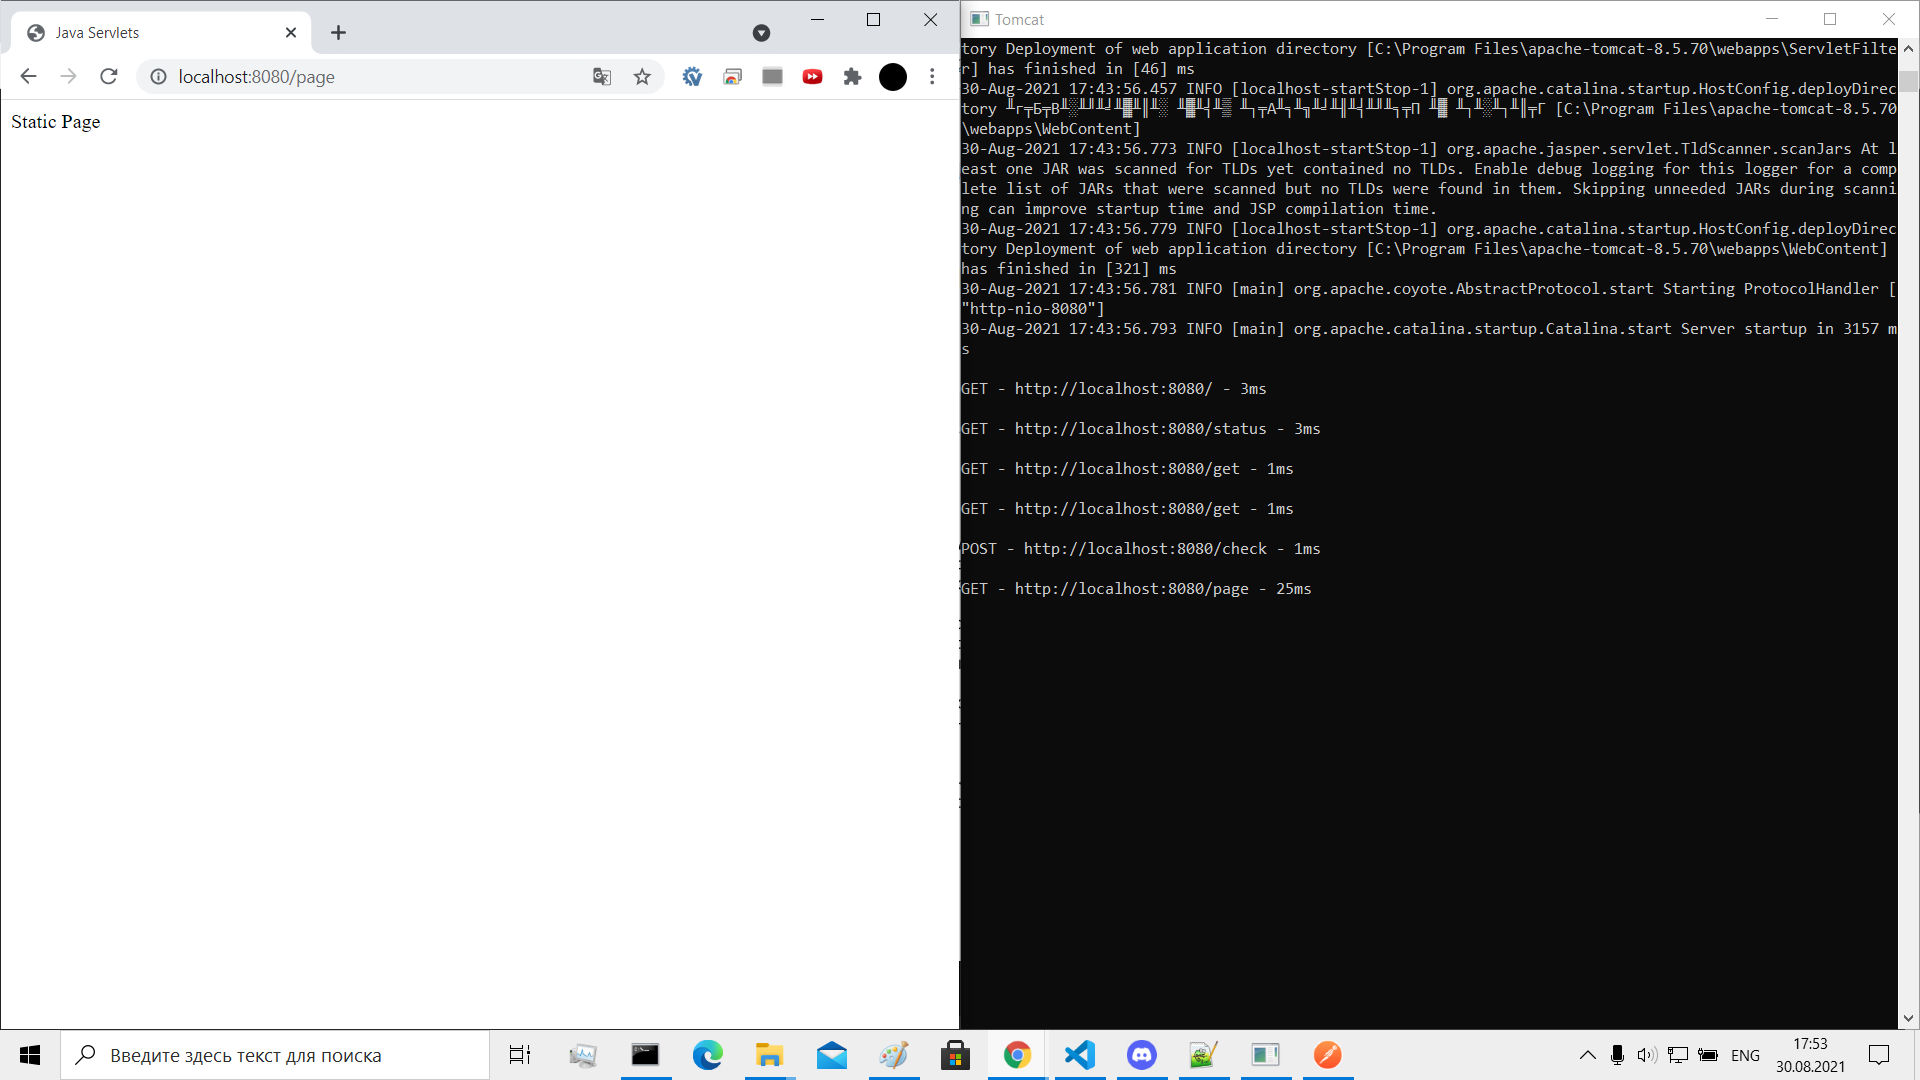 Java Servlets
localhost:8080/page
Static Page
Tomcat
tory Deployment of web application directory [C:\Program Files\apache-tomcat-8.5.70\webapps\ServletFilte
r] has finished in [46] ms
30-Aug-2021 17:43:56.457 INFO [localhost-startStop-1] org.apache.catalina.startup.HostConfig.deployDirec
tory [C:\Program Files\apache-tomcat-8.5.70
\webapps\WebContent]
30-Aug-2021 17:43:56.773 INFO [localhost-startStop-1] org.apache.jasper.servlet.TldScanner.scanJars At l
east one JAR was scanned for TLDs yet contained no TLDs. Enable debug logging for this logger for a comp
lete list of JARs that were scanned but no TLDs were found in them. Skipping unneeded JARs during scanni
ng can improve startup time and JSP compilation time.
30-Aug-2021 17:43:56.779 INFO [localhost-startStop-1] org.apache.catalina.startup.HostConfig.deployDirec
tory Deployment of web application directory [C:\Program Files\apache-tomcat-8.5.70\webapps\WebContent]
has finished in [321] ms
30-Aug-2021 17:43:56.781 INFO [main] org.apache.coyote.AbstractProtocol.start Starting ProtocolHandler [
"http-nio-8080"]
30-Aug-2021 17:43:56.793 INFO [main] org.apache.catalina.startup.Catalina.start Server startup in 3157 m
s
GET - http://localhost:8080/ - 3ms
GET - http://localhost:8080/status - 3ms
GET - http://localhost:8080/get - 1ms
GET - http://localhost:8080/get - 1ms
POST - http://localhost:8080/check - 1ms
GET - http://localhost:8080/page - 25ms
Введите здесь текст для поиска
ENG
17:53
30.08.2021